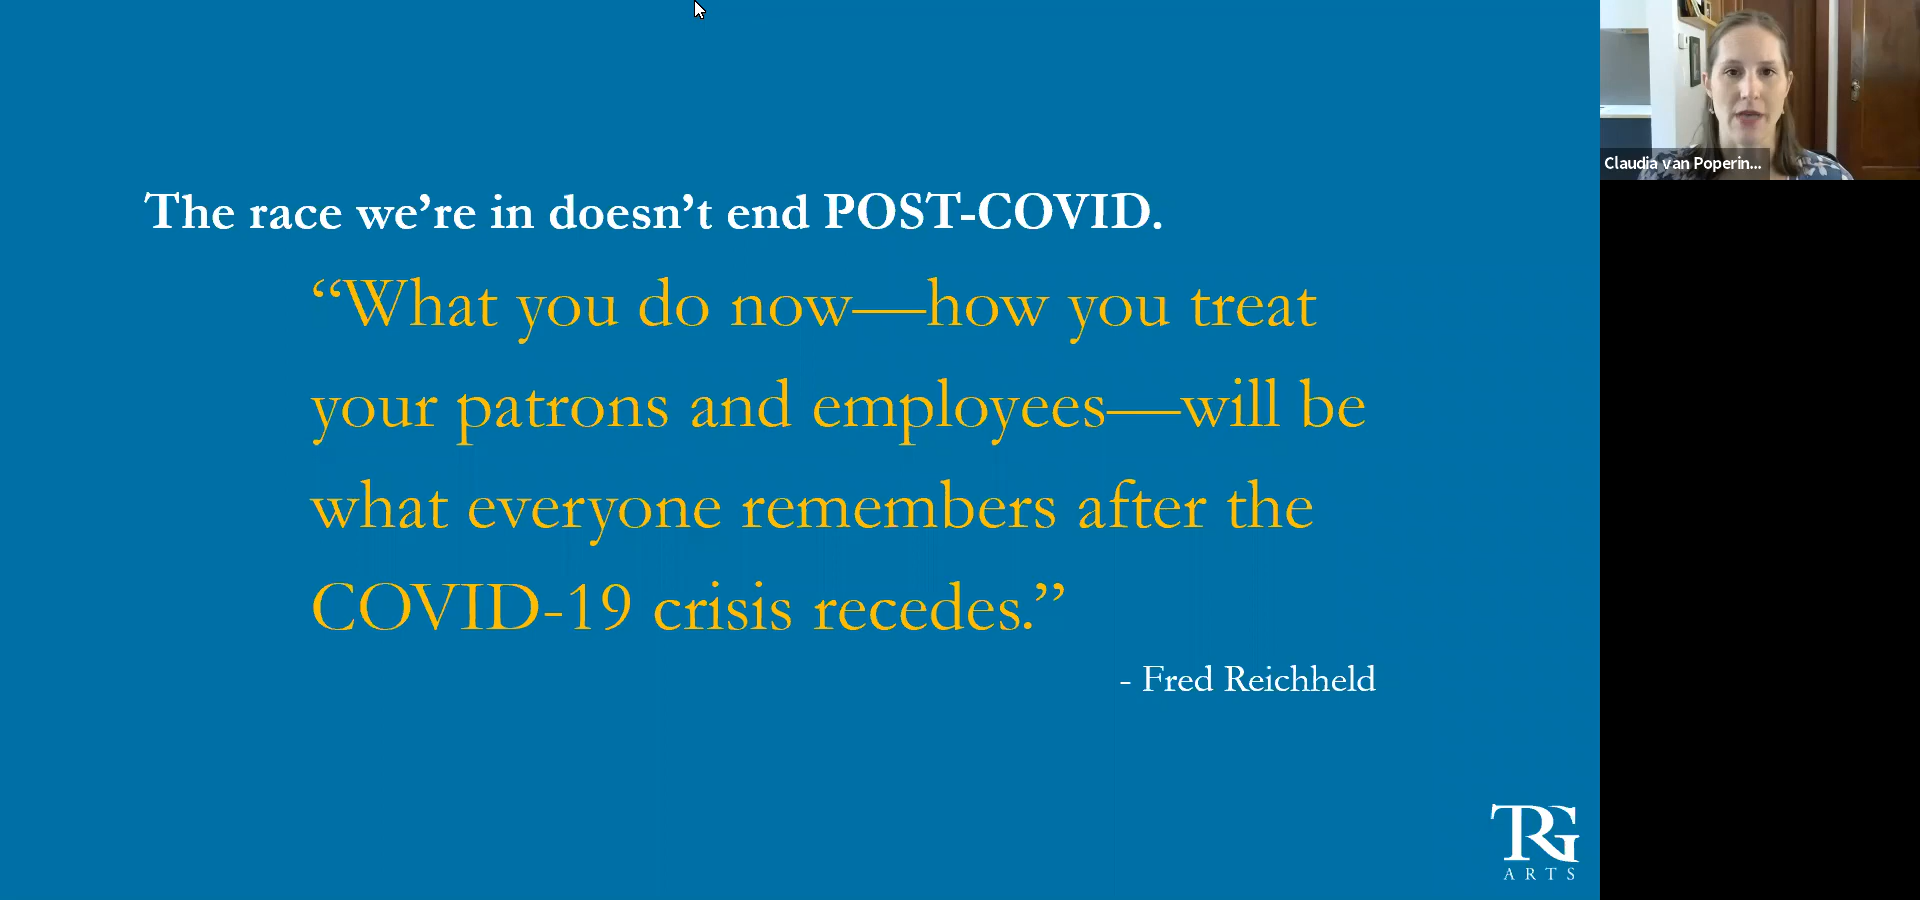 The race we’re in doesn’t end POST-COVID.
“What you do now—how you treat
your patrons and employees—will be
what everyone remembers after the
COVID-19 crisis recedes.”
- Fred Reichheld
TRG
ARTS
Claudia van Poperin...